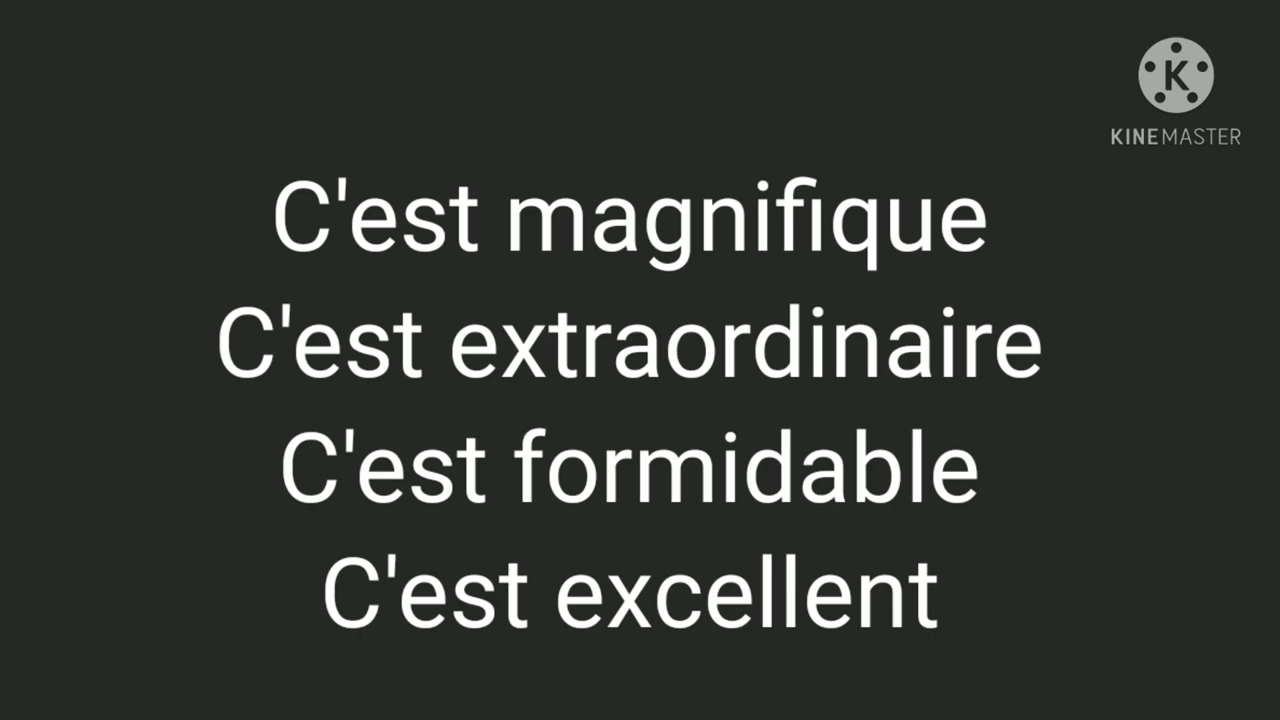 K
KINEMASTER
C'est magnifique
C'est extraordinaire
C'est formidable
C'est excellent